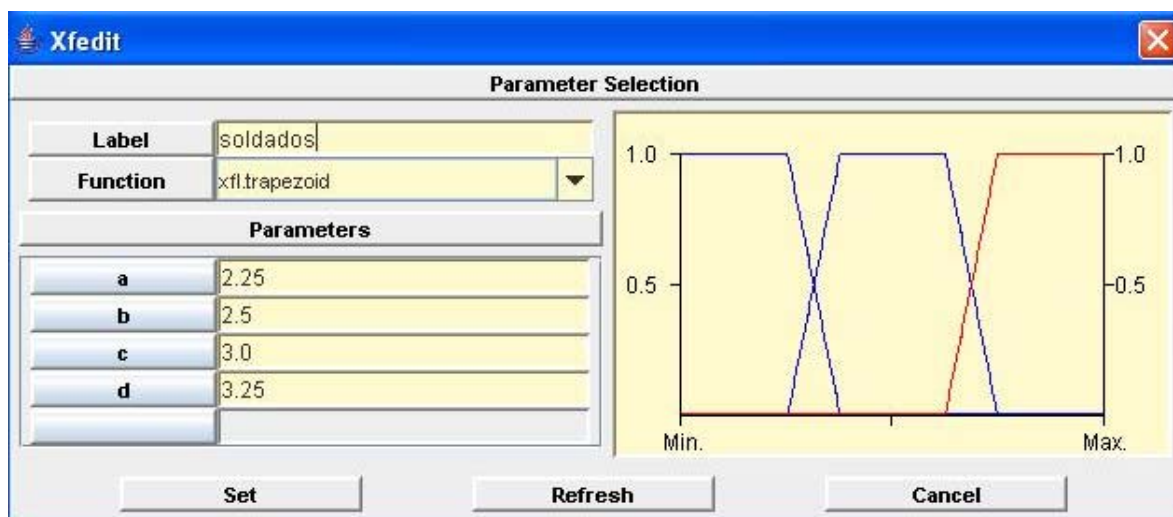 Xfedit
Parameter Selection
Label soldados
Function xfl.trapezoid
Parameters
a 2.25
b 2.5
c 3.0
d 3.25
1.0 1.0
0.5 0.5
Min. Max.
Set Refresh Cancel